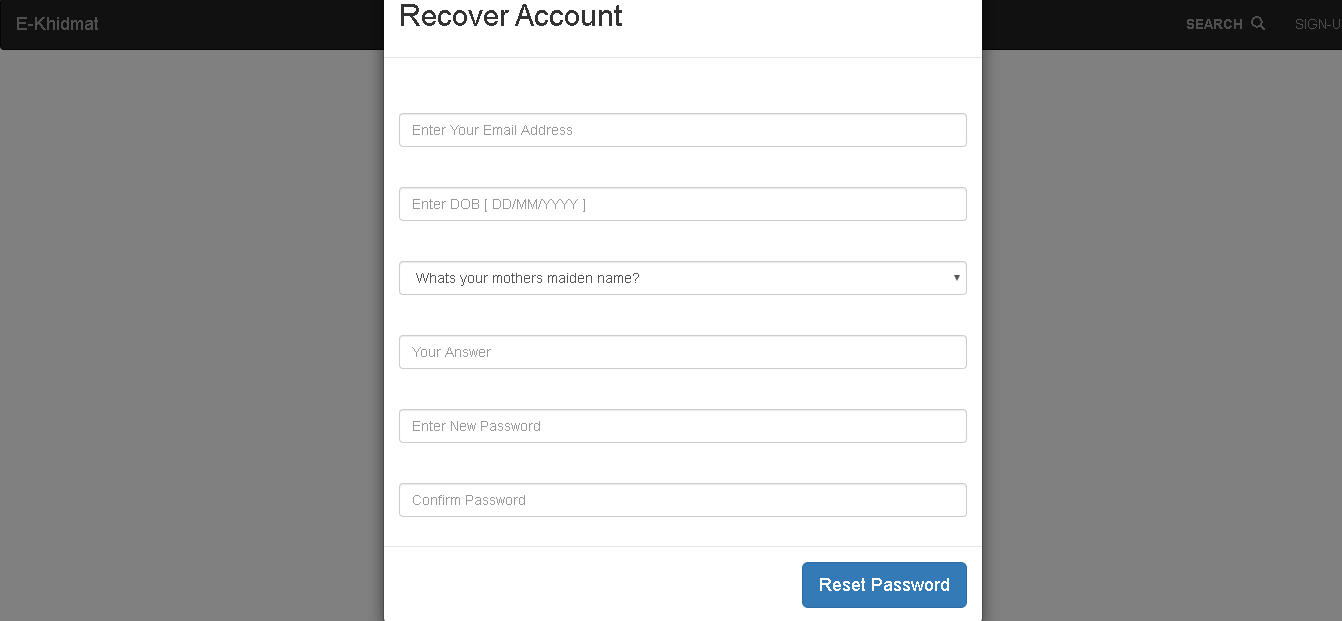 Recover Account
E-Khidmat
SEARCH
SIGN-U
Enter Your Email Address
Enter DOB [ DD/MM/YYYY ]
Whats your mothers maiden name?
Your Answer
Enter New Password
Confirm Password
Reset Password